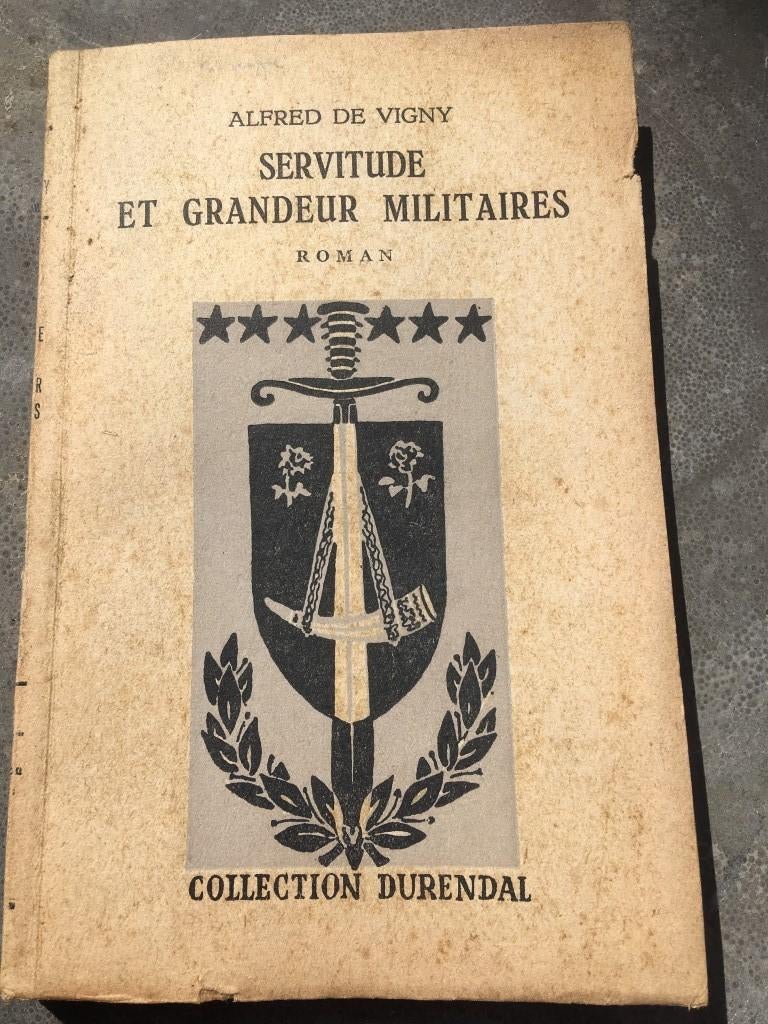 ALFRED DE VIGNY
SERVITUDE
ET GRANDEUR MILITAIRES
ROMAN
COLLECTION DURENDAL